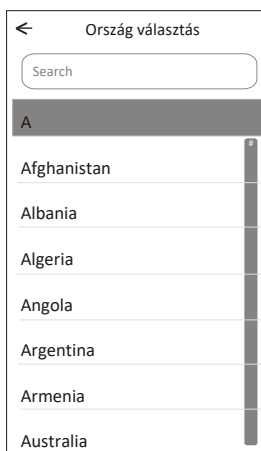 Ország választás
Search
A
#
Afghanistan
Albania
Algeria
Angola
Argentina
Armenia
Australia